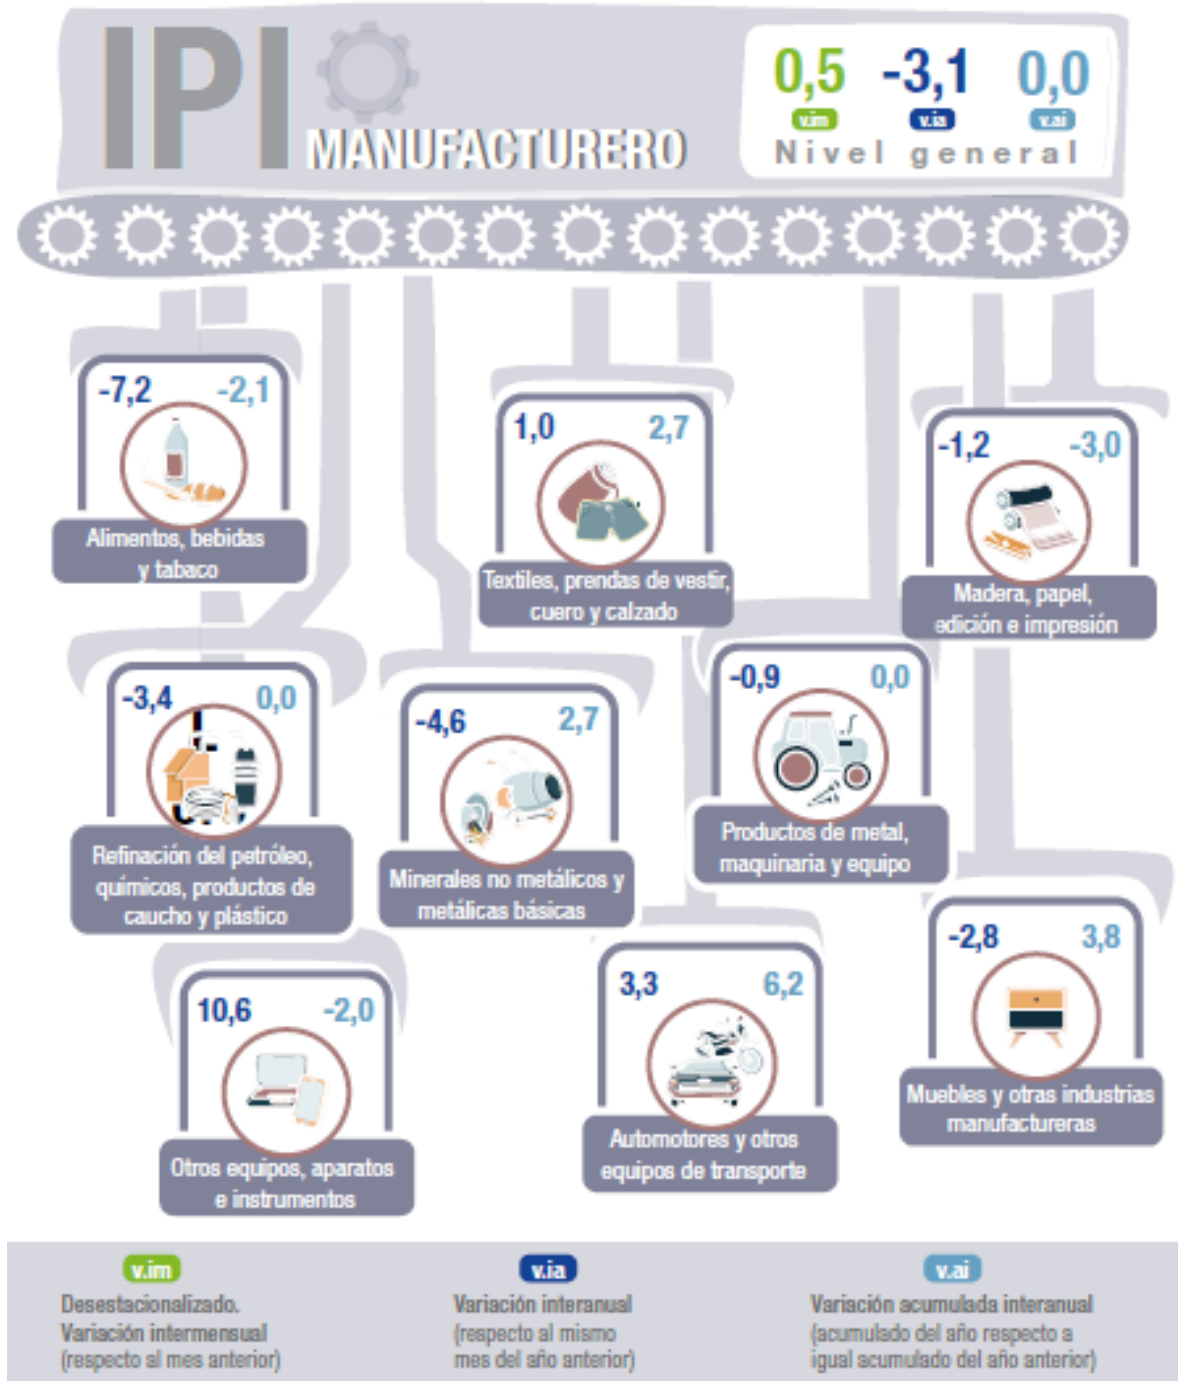 IPI
MANUFACTURERO
0,5 -3,1 0,0
v.im v.ia v.ai
Nivel general
-7,2 -2,1
Alimentos, bebidas
y tabaco
1,0 2,7
Textiles, prendas de vestir,
cuero y calzado
-1,2 -3,0
Madera, papel,
edición e impresión
-3,4 0,0
Refinación del petróleo,
químicos, productos de
caucho y plástico
-4,6 2,7
Minerales no metálicos y
metálicas básicas
-0,9 0,0
Productos de metal,
maquinaria y equipo
10,6 -2,0
Otros equipos, aparatos
e instrumentos
3,3 6,2
Automotores y otros
equipos de transporte
-2,8 3,8
Muebles y otras industrias
manufactureras
v.im
Desestacionalizado.
Variación intermensual
(respecto al mes anterior)
v.ia
Variación interanual
(respecto al mismo
mes del año anterior)
v.ai
Variación acumulada interanual
(acumulado del año respecto a
igual acumulado del año anterior)